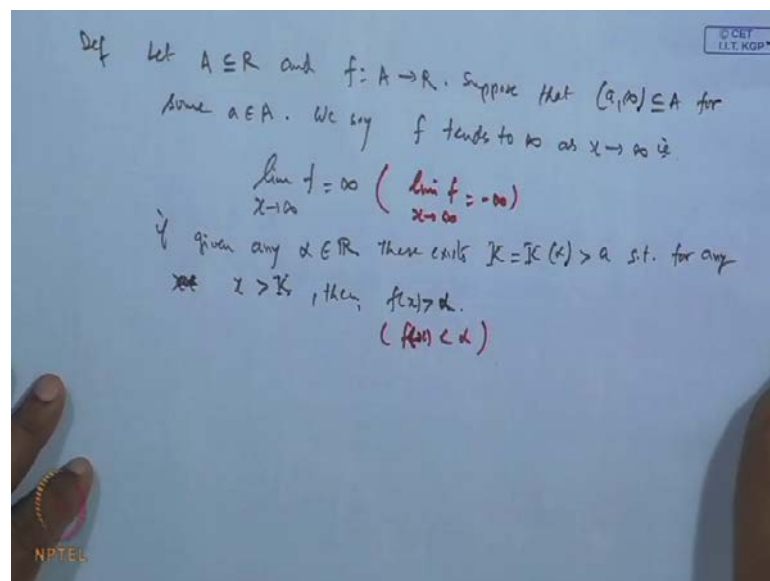 © CET
I.I.T. KGP
Def Let A ⊆ R and f: A → R. Suppose that (a, ∞) ⊆ A for
some a ∈ A. We say f tends to ∞ as x → ∞ i.e.
lim f = ∞ ( lim f = -∞)
x→∞ x→∞
if given any α ∈ R there exists K = K(α) > a s.t. for any
x > K, then f(x) > α.
(f(x) < α)
NPTEL